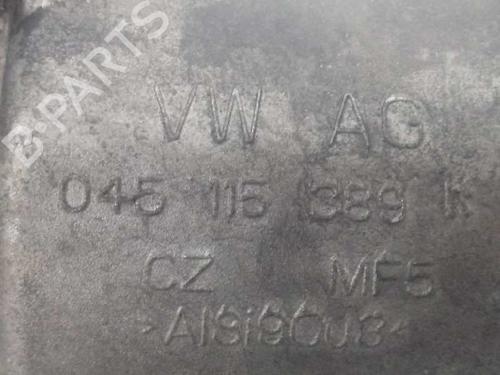 B-PARTS
VW AG
045 115 389 K
CZ MF5
>AlSi9Cu3<